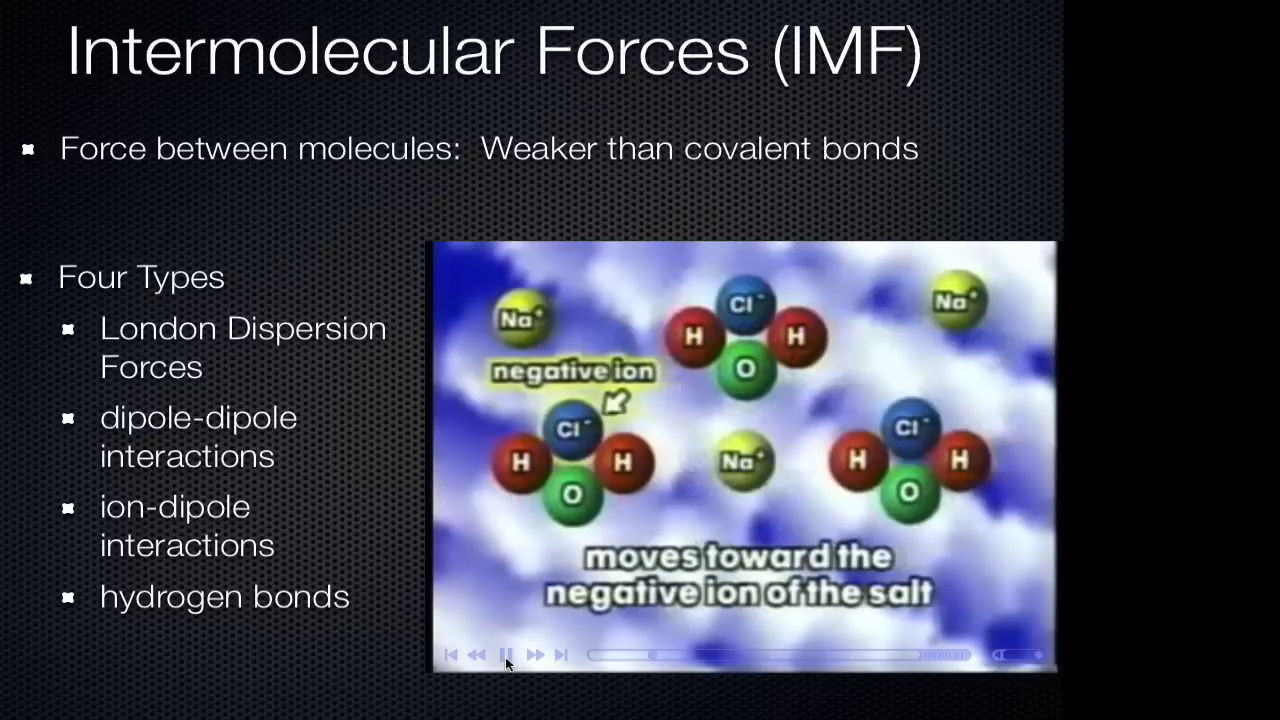 Intermolecular Forces (IMF)
Force between molecules:  Weaker than covalent bonds
Four Types
London Dispersion
Forces
dipole-dipole
interactions
ion-dipole
interactions
hydrogen bonds
Na⁺
Cl⁻
H H
O
Na⁺
negative ion
Cl⁻
H H
O
Na⁺
Cl⁻
H H
O
moves toward the
negative ion of the salt